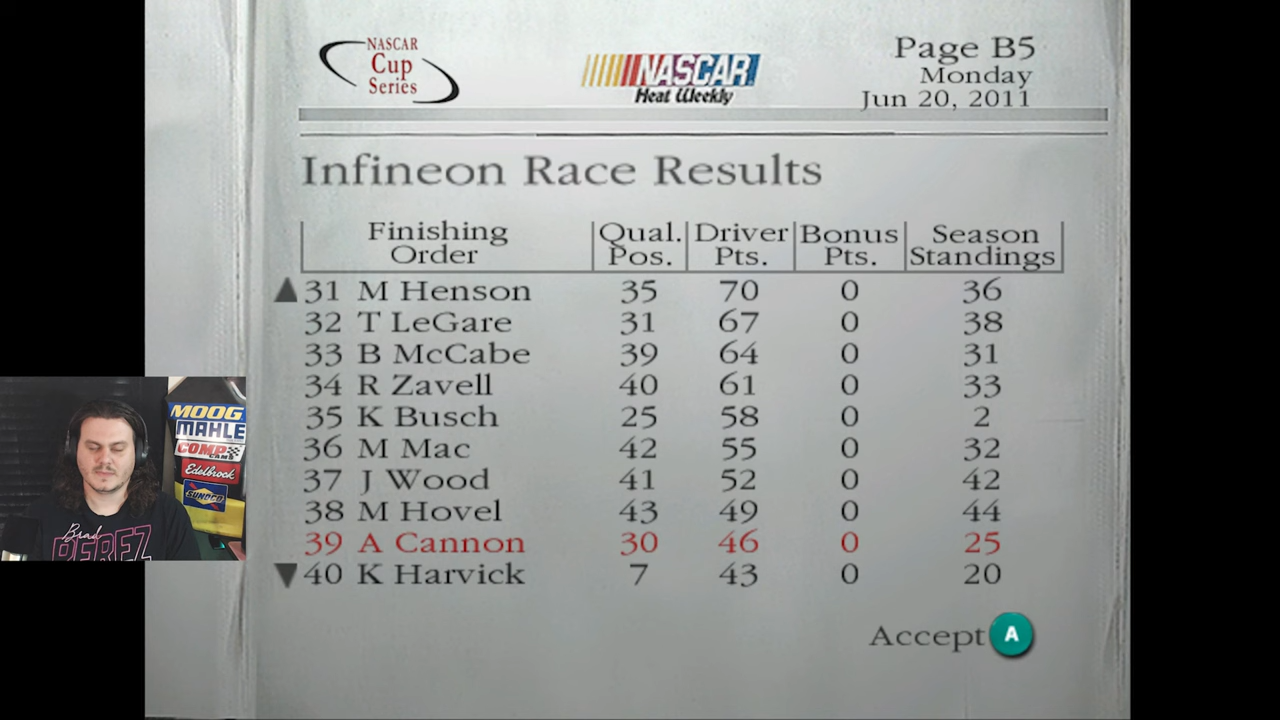 NASCAR
Cup
Series
NASCAR
Heat Weekly
Page B5
Monday
Jun 20, 2011
Infineon Race Results
Finishing Order Qual. Pos. Driver Pts. Bonus Pts. Season Standings
31 M Henson 35 70 0 36
32 T LeGare 31 67 0 38
33 B McCabe 39 64 0 31
34 R Zavell 40 61 0 33
35 K Busch 25 58 0 2
36 M Mac 42 55 0 32
37 J Wood 41 52 0 42
38 M Hovel 43 49 0 44
39 A Cannon 30 46 0 25
40 K Harvick 7 43 0 20
Accept A
MOOG
MAHLE
COMP
CAMS
Edelbrock
SUNOCO
Brad
PEREZ